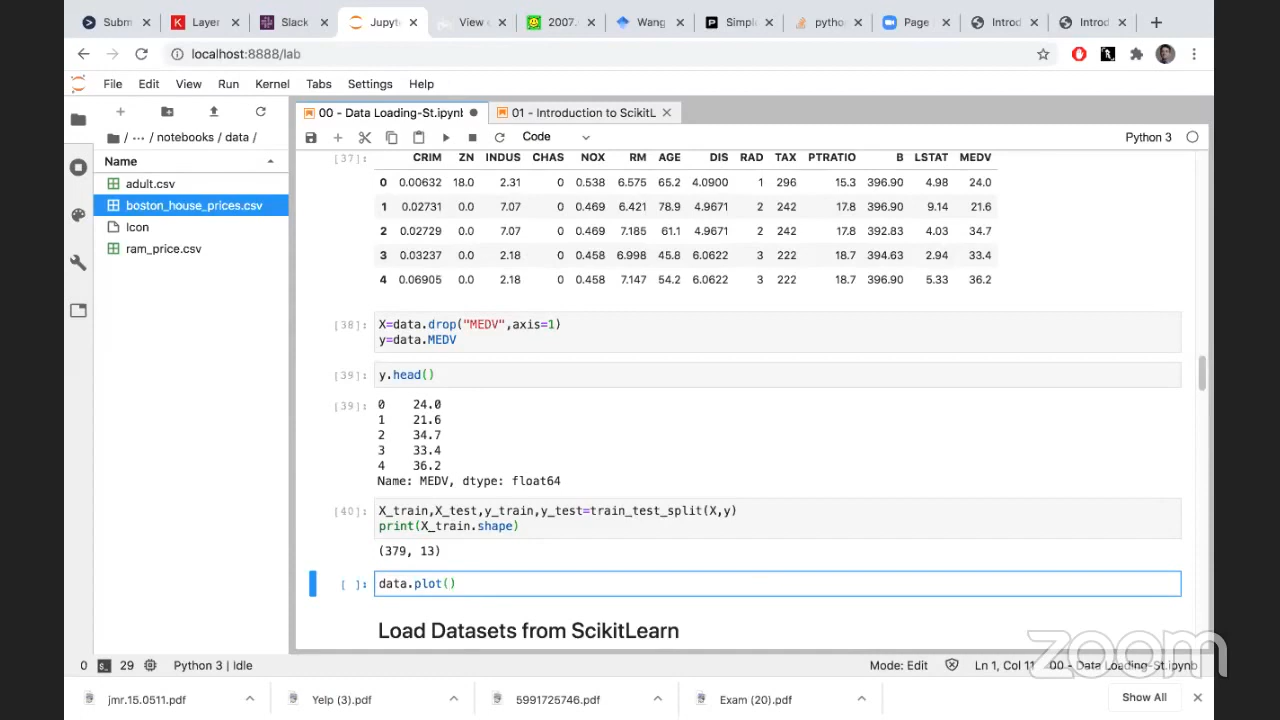 Subm
Layer
Slack
Jupyt
View
2007.
Wang
Simple
pytho
Page
Introd
Introd
localhost:8888/lab
File Edit View Run Kernel Tabs Settings Help
/ ··· / notebooks / data /
Name
adult.csv
boston_house_prices.csv
Icon
ram_price.csv
00 - Data Loading-St.ipynb
01 - Introduction to ScikitL
Code
Python 3
[37]:
CRIM ZN INDUS CHAS NOX RM AGE DIS RAD TAX PTRATIO B LSTAT MEDV
0 0.00632 18.0 2.31 0 0.538 6.575 65.2 4.0900 1 296 15.3 396.90 4.98 24.0
1 0.02731 0.0 7.07 0 0.469 6.421 78.9 4.9671 2 242 17.8 396.90 9.14 21.6
2 0.02729 0.0 7.07 0 0.469 7.185 61.1 4.9671 2 242 17.8 392.83 4.03 34.7
3 0.03237 0.0 2.18 0 0.458 6.998 45.8 6.0622 3 222 18.7 394.63 2.94 33.4
4 0.06905 0.0 2.18 0 0.458 7.147 54.2 6.0622 3 222 18.7 396.90 5.33 36.2
[38]: X=data.drop("MEDV",axis=1)
y=data.MEDV
[39]: y.head()
[39]: 0 24.0
1 21.6
2 34.7
3 33.4
4 36.2
Name: MEDV, dtype: float64
[40]: X_train,X_test,y_train,y_test=train_test_split(X,y)
print(X_train.shape)
(379, 13)
[ ]: data.plot()
Load Datasets from ScikitLearn
zoom
0 29 Python 3 | Idle
Mode: Edit Ln 1, Col 11 00 - Data Loading-St.ipynb
jmr.15.0511.pdf
Yelp (3).pdf
5991725746.pdf
Exam (20).pdf
Show All